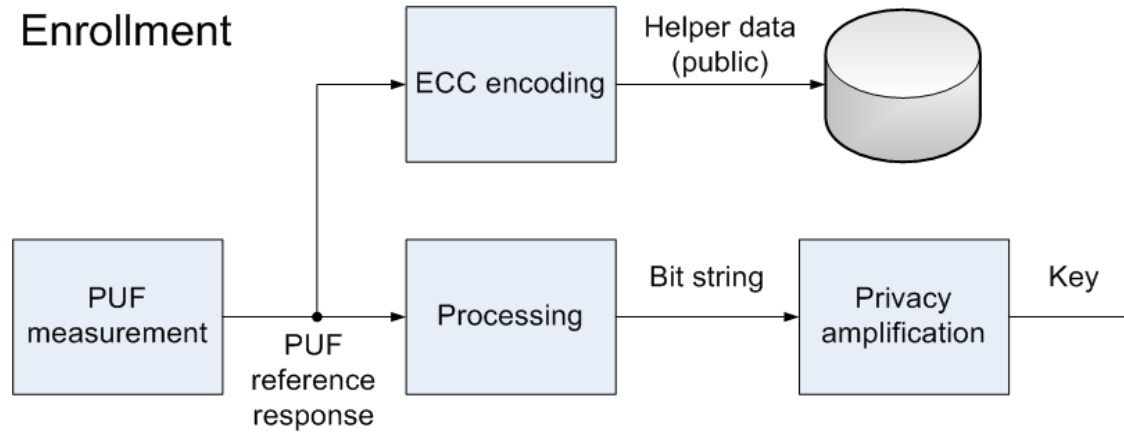 Enrollment
ECC encoding
Helper data
(public)
PUF
measurement
PUF
reference
response
Processing
Bit string
Privacy
amplification
Key